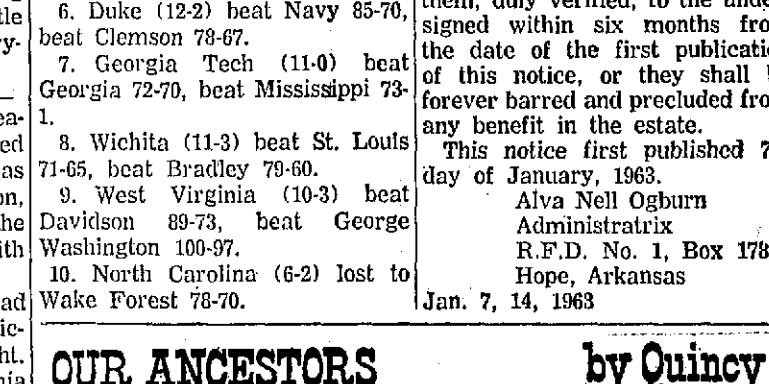 6. Duke (12-2) beat Navy 85-70,
beat Clemson 78-67.
7. Georgia Tech (11-0) beat
Georgia 72-70, beat Mississippi 73-
1.
8. Wichita (11-3) beat St. Louis
71-65, beat Bradley 79-60.
9. West Virginia (10-3) beat
Davidson 89-73, beat George
Washington 100-97.
10. North Carolina (6-2) lost to
Wake Forest 78-70.
them, duly verified, to the
signed within six months
the date of the first
of this notice, or they shall
forever barred and precluded
any benefit in the estate.
This notice first published
day of January, 1963.
Alva Nell Ogburn
Administratrix
R.F.D. No. 1, Box 178
Hope, Arkansas
Jan. 7, 14, 1963
OUR ANCESTORS
by Quincy